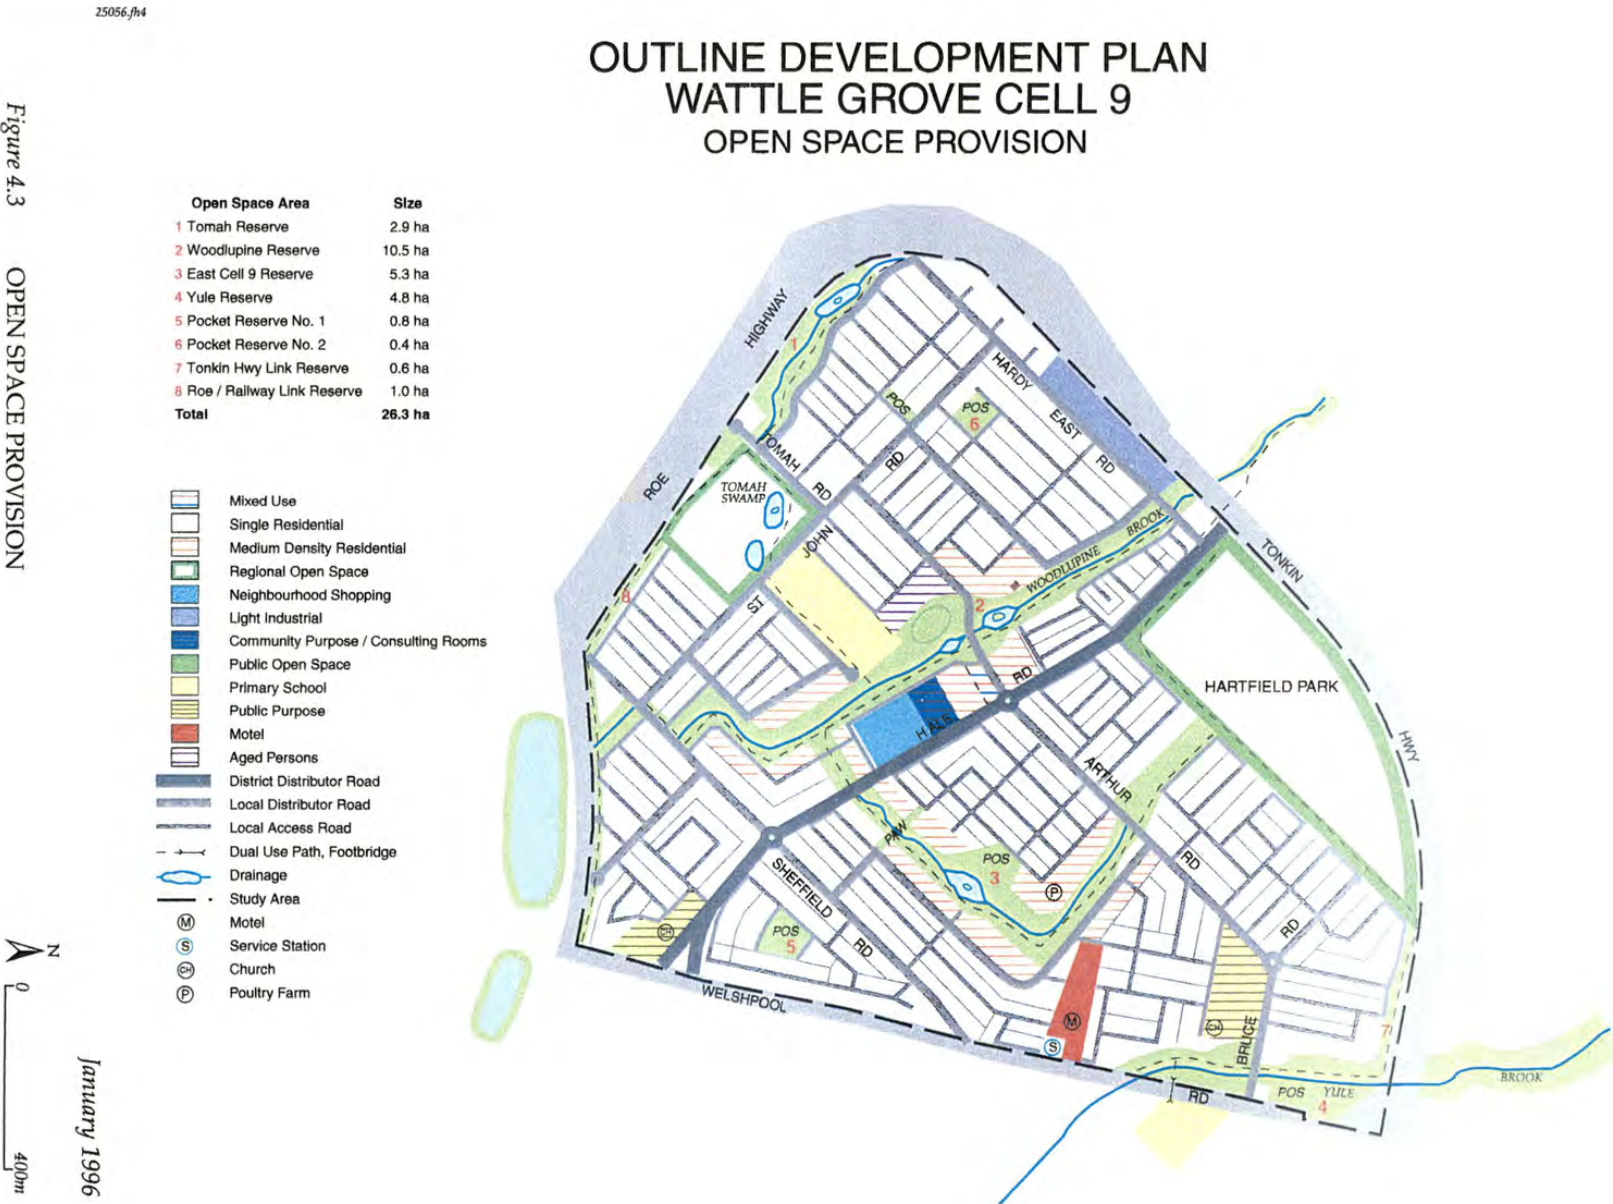 25056.fh4
OUTLINE DEVELOPMENT PLAN
WATTLE GROVE CELL 9
OPEN SPACE PROVISION
Figure 4.3 OPEN SPACE PROVISION
Open Space Area Size
1 Tomah Reserve 2.9 ha
2 Woodlupine Reserve 10.5 ha
3 East Cell 9 Reserve 5.3 ha
4 Yule Reserve 4.8 ha
5 Pocket Reserve No. 1 0.8 ha
6 Pocket Reserve No. 2 0.4 ha
7 Tonkin Hwy Link Reserve 0.6 ha
8 Roe / Railway Link Reserve 1.0 ha
Total 26.3 ha
Mixed Use
Single Residential
Medium Density Residential
Regional Open Space
Neighbourhood Shopping
Light Industrial
Community Purpose / Consulting Rooms
Public Open Space
Primary School
Public Purpose
Motel
Aged Persons
District Distributor Road
Local Distributor Road
Local Access Road
Dual Use Path, Footbridge
Drainage
Study Area
M Motel
S Service Station
CH Church
P Poultry Farm
N
0
400m
January 1996
HIGHWAY
1
HARDY
EAST
RD
POS
POS
6
TOMAH
RD
RD
ROE
TOMAH
SWAMP
JOHN
ST
BROOK
WOODLUPINE
2
8
TONKIN
HARTFIELD PARK
HWY
RD
HALE
ARTHUR
RD
PAW
POS
3
P
SHEFFIELD
RD
POS
5
CH
WELSHPOOL
RD
M
S
CH
BRUCE
RD
7
POS YULE
4
BROOK